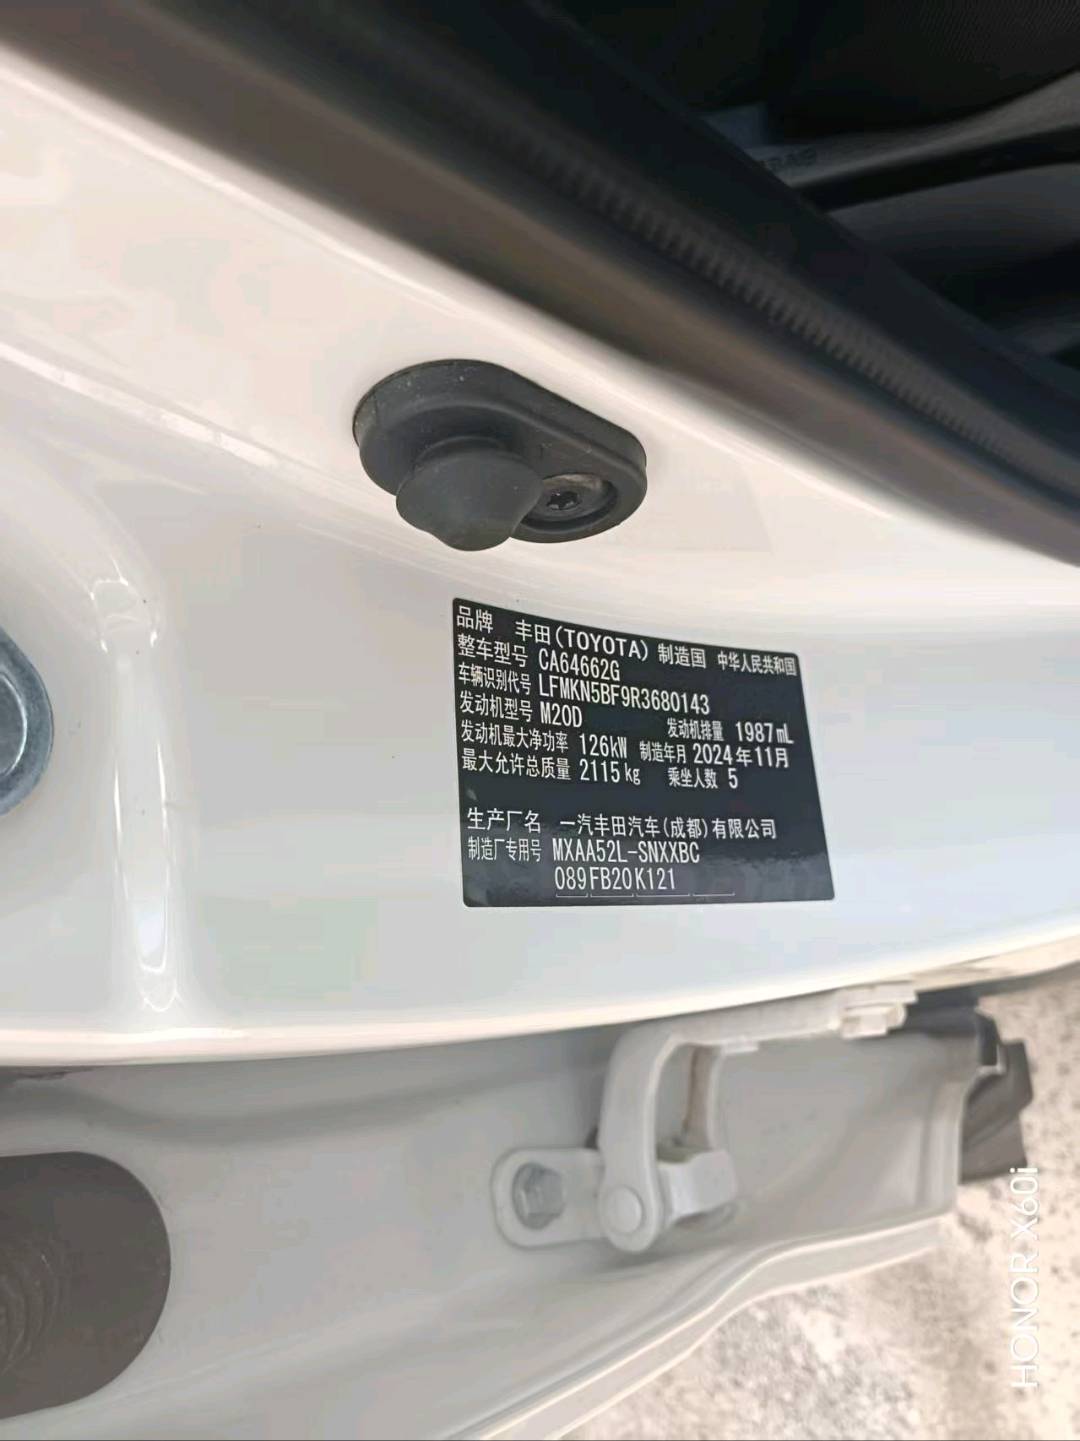 品牌 丰田(TOYOTA) 制造国 中华人民共和国
整车型号 CA64662G
车辆识别代号 LFMKN5BF9R3680143
发动机型号 M20D 发动机排量 1987mL
发动机最大净功率 126kW 制造年月 2024年11月
最大允许总质量 2115kg 乘坐人数 5
生产厂名 一汽丰田汽车(成都)有限公司
制造厂专用号 MXAA52L-SNXXBC
089FB20K121
HONOR X60i